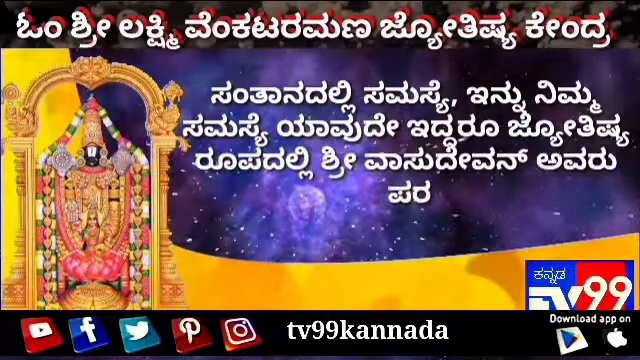 ಓಂ ಶ್ರೀ ಲಕ್ಷ್ಮಿ ವೆಂಕಟರಮಣ ಜ್ಯೋತಿಷ್ಯ ಕೇಂದ್ರ
ಸಂತಾನದಲ್ಲಿ ಸಮಸ್ಯೆ, ಇನ್ನು ನಿಮ್ಮ
ಸಮಸ್ಯೆ ಯಾವುದೇ ಇದ್ದರೂ ಜ್ಯೋತಿಷ್ಯ
ರೂಪದಲ್ಲಿ ಶ್ರೀ ವಾಸುದೇವನ್ ಅವರು
ಪರ
ಕನ್ನಡ
TV99
Download app on
tv99kannada